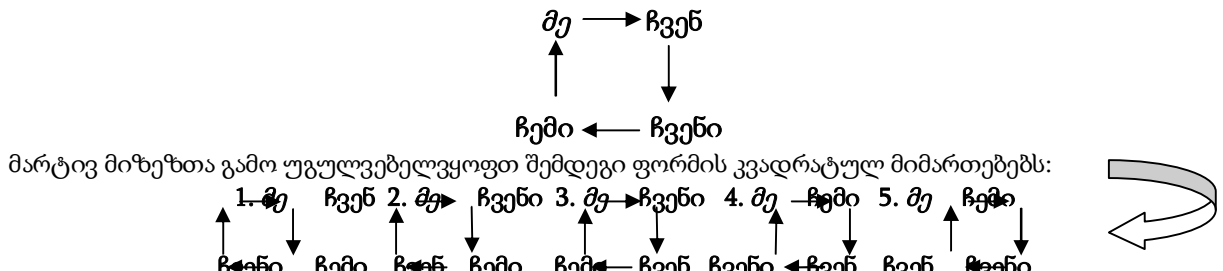 მე ჩვენ
ჩემი ჩვენი
მარტივ მიზეზთა გამო უგულვებელვყოფთ შემდეგი ფორმის კვადრატულ მიმართებებს:
1. მე ჩვენ 2. მე ჩვენი 3. მე ჩვენი 4. მე ჩემი 5. მე ჩემი
ჩვენი ჩემი ჩვენ ჩემი ჩემი ჩვენ ჩვენი ჩვენ ჩვენ ჩვენი